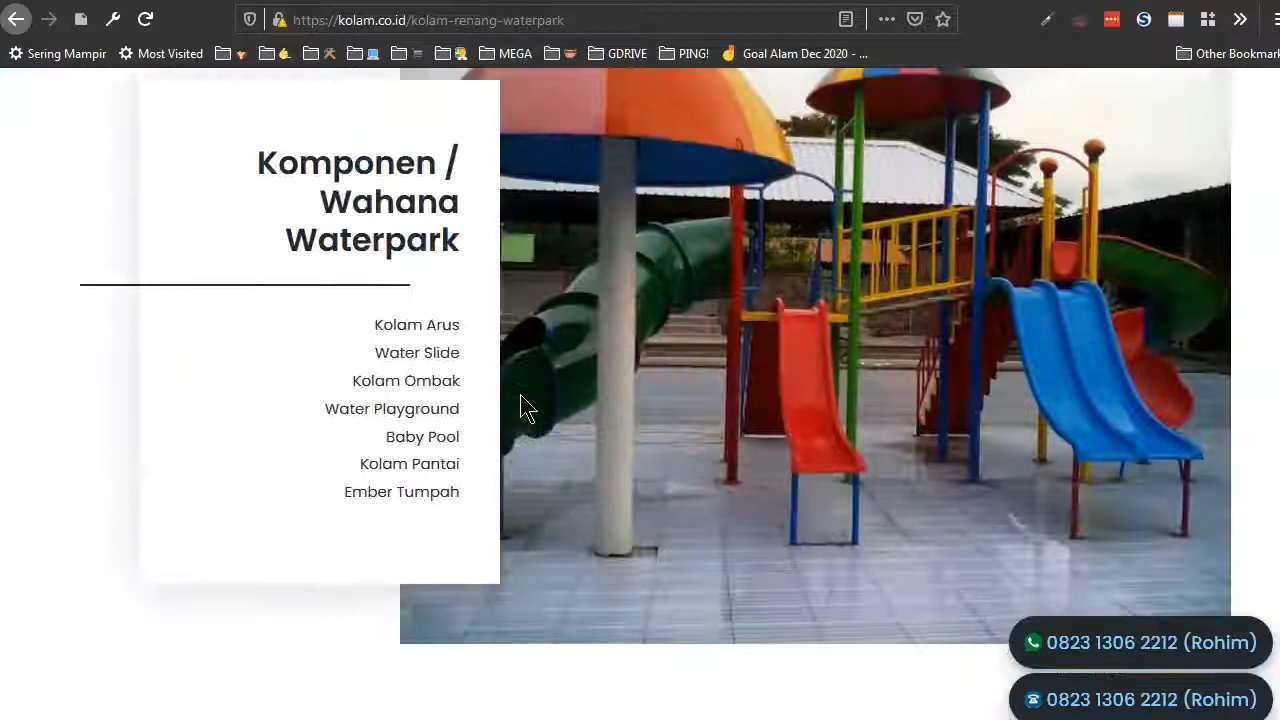 https://kolam.co.id/kolam-renang-waterpark
Sering Mampir
Most Visited
MEGA
GDRIVE
PING!
Goal Alam Dec 2020 - ...
Other Bookmar
Komponen /
Wahana
Waterpark
Kolam Arus
Water Slide
Kolam Ombak
Water Playground
Baby Pool
Kolam Pantai
Ember Tumpah
0823 1306 2212 (Rohim)
0823 1306 2212 (Rohim)